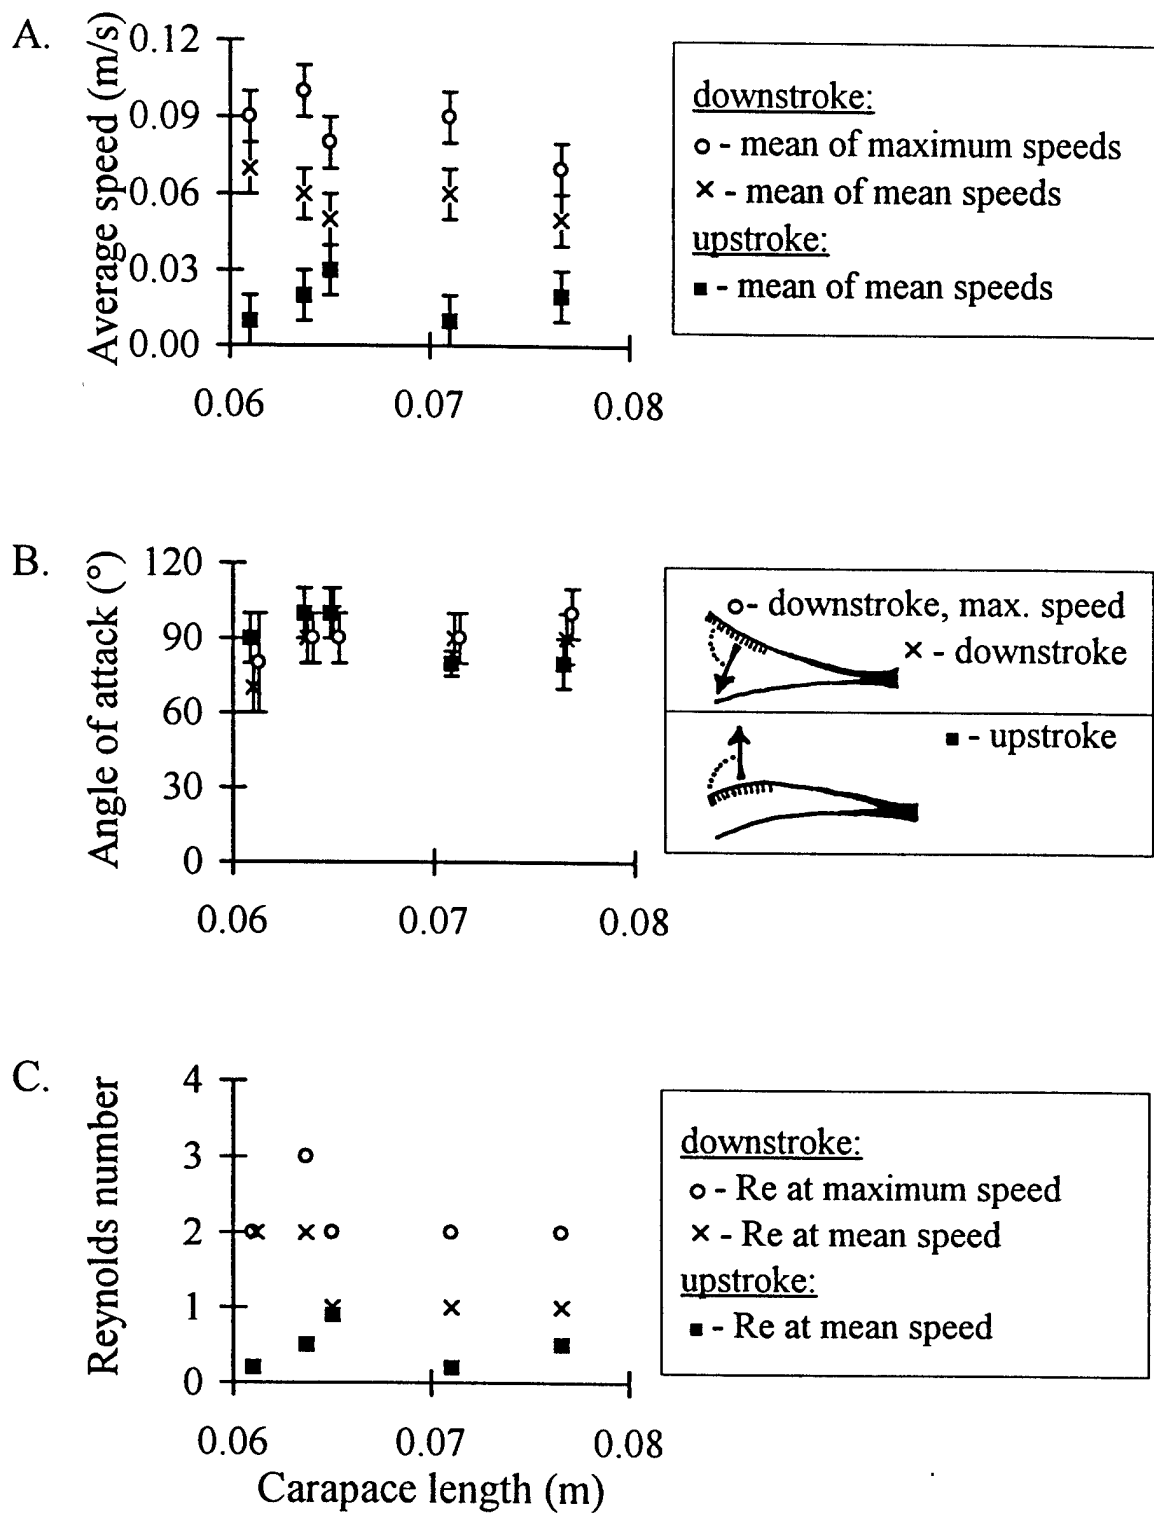 A.
Average speed (m/s)
0.12
0.09
0.06
0.03
0.00
0.06 0.07 0.08
downstroke:
o - mean of maximum speeds
× - mean of mean speeds
upstroke:
■ - mean of mean speeds
B.
Angle of attack (°)
120
90
60
30
0
0.06 0.07 0.08
o - downstroke, max. speed
× - downstroke
■ - upstroke
C.
Reynolds number
4
3
2
1
0
0.06 0.07 0.08
Carapace length (m)
downstroke:
o - Re at maximum speed
× - Re at mean speed
upstroke:
■ - Re at mean speed